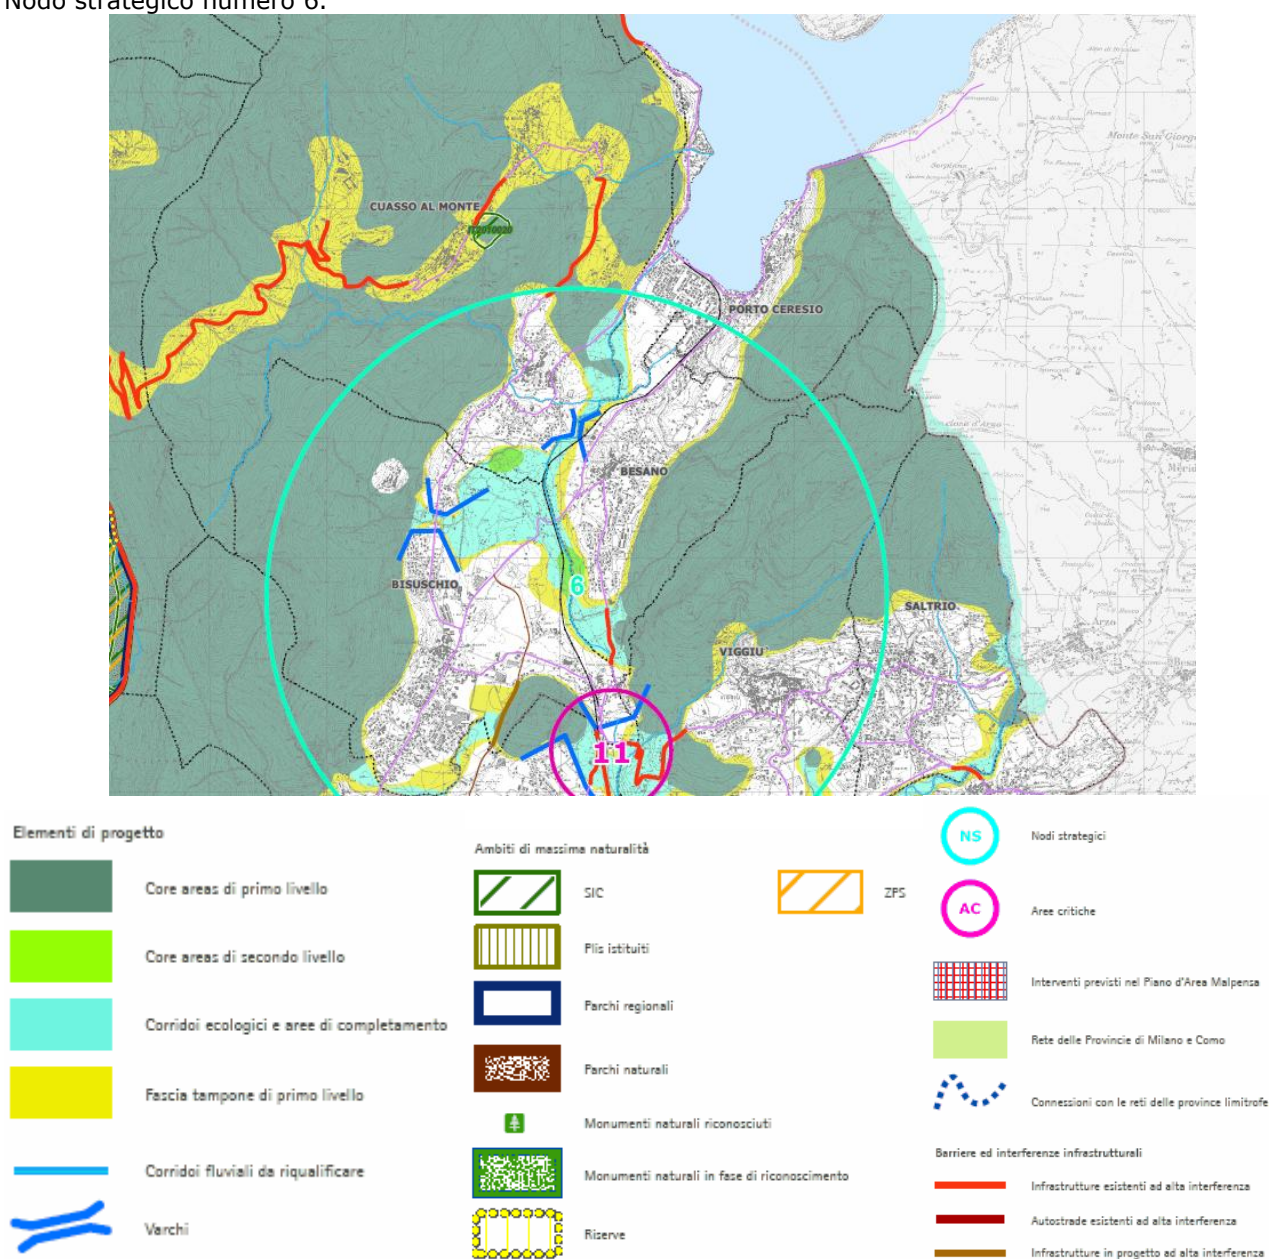 Nodo strategico numero 6.
CUASSO AL MONTE
IT2010020
PORTO CERESIO
BESANO
BISUSCHIO
6
SALTRIO
VIGGIU
11
Monte San Giorgio
Elementi di progetto
Core areas di primo livello
Core areas di secondo livello
Corridoi ecologici e aree di completamento
Fascia tampone di primo livello
Corridoi fluviali da riqualificare
Varchi
Ambiti di massima naturalità
SIC
ZPS
Plis istituiti
Parchi regionali
Parchi naturali
Monumenti naturali riconosciuti
Monumenti naturali in fase di riconoscimento
Riserve
NS
Nodi strategici
AC
Aree critiche
Interventi previsti nel Piano d'Area Malpensa
Rete delle Provincie di Milano e Como
Connessioni con le reti delle province limitrofe
Barriere ed interferenze infrastrutturali
Infrastrutture esistenti ad alta interferenza
Autostrade esistenti ad alta interferenza
Infrastrutture in progetto ad alta interferenza